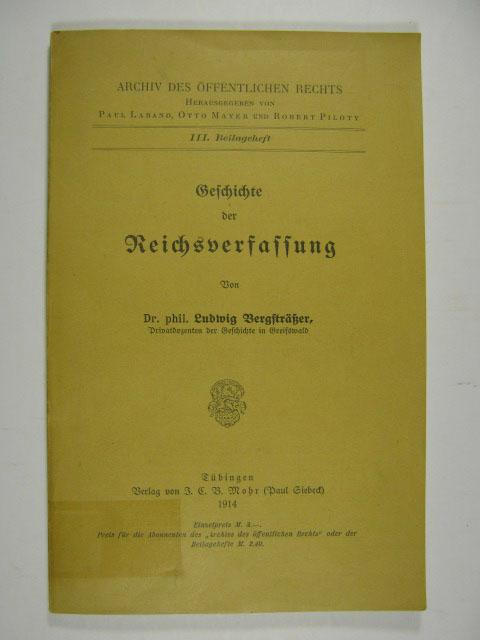 ARCHIV DES ÖFFENTLICHEN RECHTS
HERAUSGEGEBEN VON
PAUL LABAND, OTTO MAYER UND ROBERT PILOTY
III. Beilageheft
Geschichte
der
Reichsverfassung
Von
Dr. phil. Ludwig Bergsträßer,
Privatdozenten der Geschichte in Greifswald
Tübingen
Verlag von J. C. B. Mohr (Paul Siebeck)
1914
Einzelpreis M. 3.—.
Preis für die Abonnenten des „Archivs des öffentlichen Rechts" oder der
Beilagehefte M. 2.40.